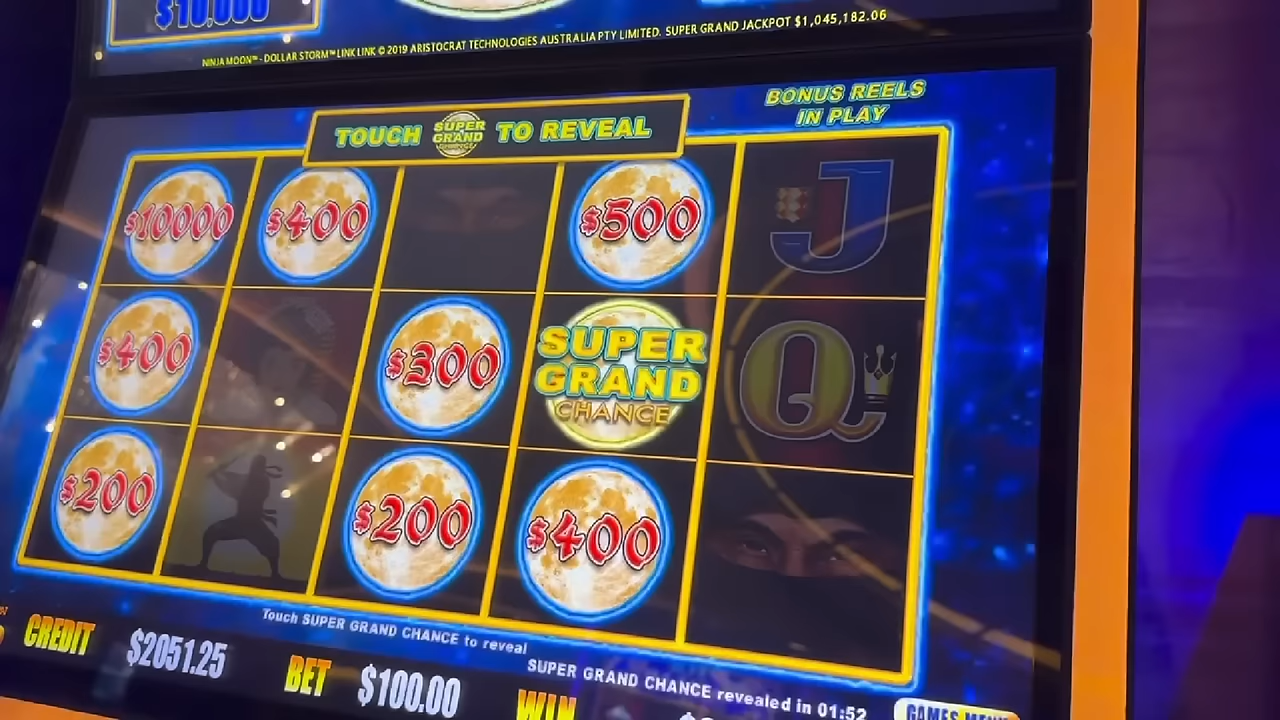 $10,000
NINJA MOON™ - DOLLAR STORM™ LINK LINK © 2019 ARISTOCRAT TECHNOLOGIES AUSTRALIA PTY LIMITED. SUPER GRAND JACKPOT $1,045,182.06
BONUS REELS
IN PLAY
TOUCH SUPER GRAND CHANCE TO REVEAL
$10000 $400 $500 J
$400 $300 SUPER GRAND CHANCE Q
$200 $200 $400
Touch SUPER GRAND CHANCE to reveal
SUPER GRAND CHANCE revealed in 01:52
CREDIT $2051.25 BET $100.00 WIN
GAMES MENU